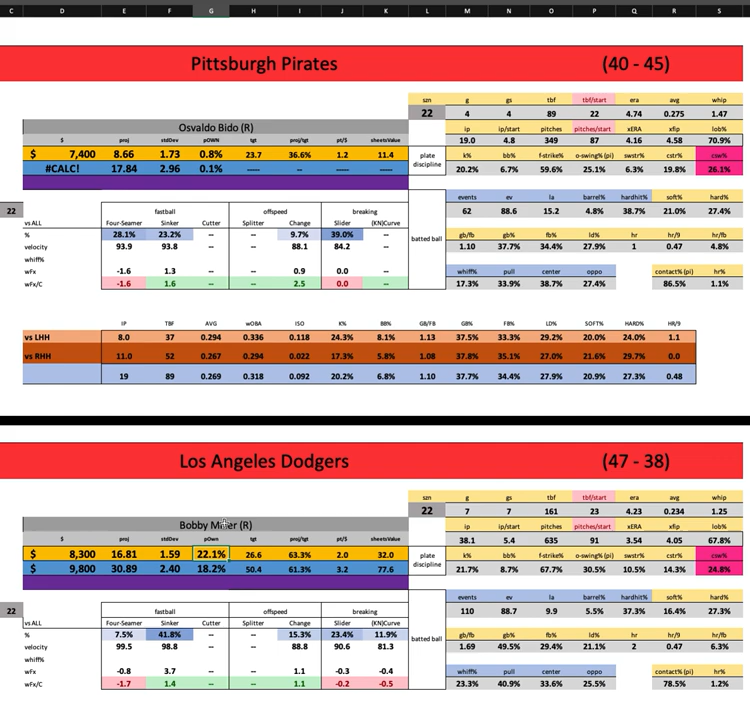 C D E F G H I J K L M N O P Q R S
Pittsburgh Pirates (40 - 45)
szn g gs tbf tbf/start era avg whip
22 4 4 89 22 4.74 0.275 1.47
Osvaldo Bido (R) ip ip/start pitches pitches/start xERA xfip lob%
$ proj stdDev pOWN tgt proj/tgt pt/$ sheetsValue 19.0 4.8 349 87 4.16 4.58 70.9%
$ 7,400 8.66 1.73 0.8% 23.7 36.6% 1.2 11.4 plate discipline k% bb% f-strike% o-swing% (pi) swstr% cstr% csw%
#CALC! 17.84 2.96 0.1% ----- ----- ----- ----- 20.2% 6.7% 59.6% 25.1% 6.3% 19.8% 26.1%
events ev la barrel% hardhit% soft% hard%
22 fastball offspeed breaking 62 88.6 15.2 4.8% 38.7% 21.0% 27.4%
vs ALL Four-Seamer Sinker Cutter Splitter Change Slider (KN)Curve
% 28.1% 23.2% -- -- 9.7% 39.0% -- batted ball gb/fb gb% fb% ld% hr hr/9 hr/fb
velocity 93.9 93.8 -- -- 88.1 84.2 -- 1.10 37.7% 34.4% 27.9% 1 0.47 4.8%
whiff%
wFx -1.6 1.3 -- -- 0.9 0.0 -- whiff% pull center oppo contact% (pi) hr%
wFx/C -1.6 1.6 -- -- 2.5 0.0 -- 17.3% 33.9% 38.7% 27.4% 86.5% 1.1%
IP TBF AVG wOBA ISO K% BB% GB/FB GB% FB% LD% SOFT% HARD% HR/9
vs LHH 8.0 37 0.294 0.336 0.118 24.3% 8.1% 1.13 37.5% 33.3% 29.2% 20.0% 24.0% 1.1
vs RHH 11.0 52 0.267 0.294 0.022 17.3% 5.8% 1.08 37.8% 35.1% 27.0% 21.6% 29.7% 0.0
19 89 0.269 0.318 0.092 20.2% 6.8% 1.10 37.7% 34.4% 27.9% 20.9% 27.3% 0.48
Los Angeles Dodgers (47 - 38)
szn g gs tbf tbf/start era avg whip
22 7 7 161 23 4.23 0.234 1.25
Bobby Miller (R) ip ip/start pitches pitches/start xERA xfip lob%
$ proj stdDev pOwn tgt proj/tgt pt/$ sheetsValue 38.1 5.4 635 91 3.54 4.05 67.8%
$ 8,300 16.81 1.59 22.1% 26.6 63.3% 2.0 32.0 plate discipline k% bb% f-strike% o-swing% (pi) swstr% cstr% csw%
$ 9,800 30.89 2.40 18.2% 50.4 61.3% 3.2 77.6 21.7% 8.7% 67.7% 30.5% 10.5% 14.3% 24.8%
events ev la barrel% hardhit% soft% hard%
22 fastball offspeed breaking 110 88.7 9.9 5.5% 37.3% 16.4% 27.3%
vs ALL Four-Seamer Sinker Cutter Splitter Change Slider (KN)Curve
% 7.5% 41.8% -- -- 15.3% 23.4% 11.9% batted ball gb/fb gb% fb% ld% hr hr/9 hr/fb
velocity 99.5 98.8 -- -- 88.8 90.6 81.3 1.69 49.5% 29.4% 21.1% 2 0.47 6.3%
whiff%
wFx -0.8 3.7 -- -- 1.1 -0.3 -0.4 whiff% pull center oppo contact% (pi) hr%
wFx/C -1.7 1.4 -- -- 1.1 -0.2 -0.5 23.3% 40.9% 33.6% 25.5% 78.5% 1.2%